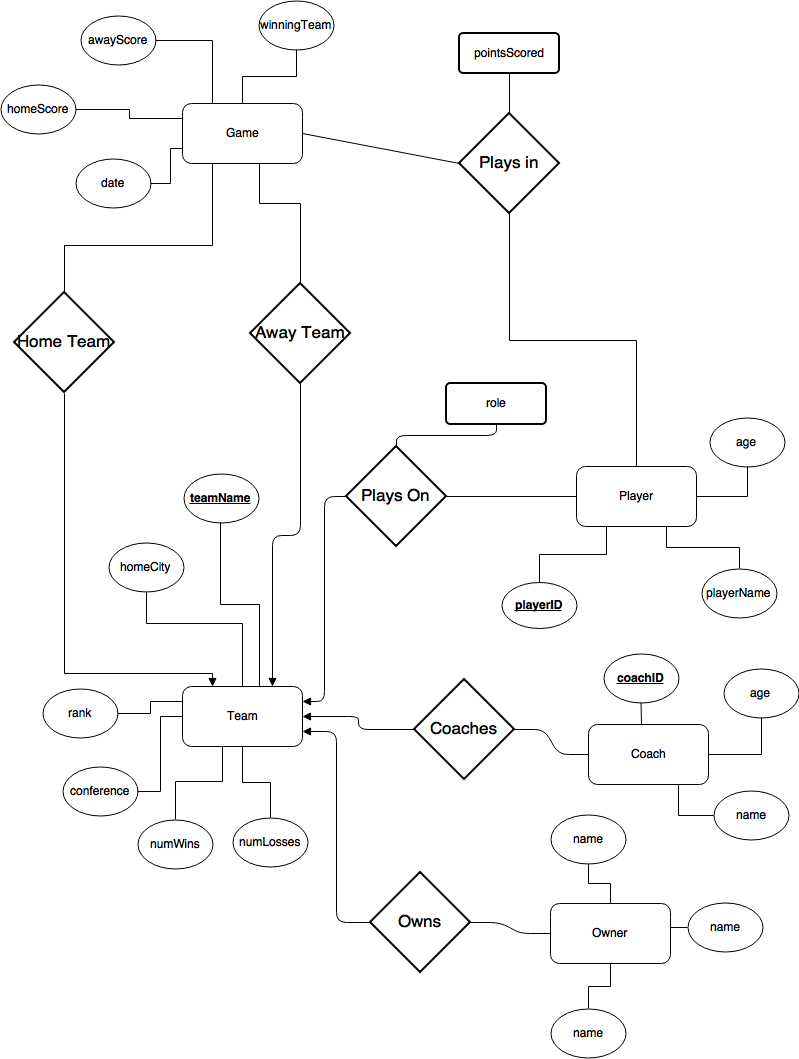 winningTeam
awayScore
pointsScored
homeScore
Game
Plays in
date
Home Team
Away Team
role
age
teamName
Plays On
Player
homeCity
playerName
playerID
coachID
age
rank
Team
Coaches
Coach
conference
name
numWins
numLosses
name
Owns
Owner
name
name